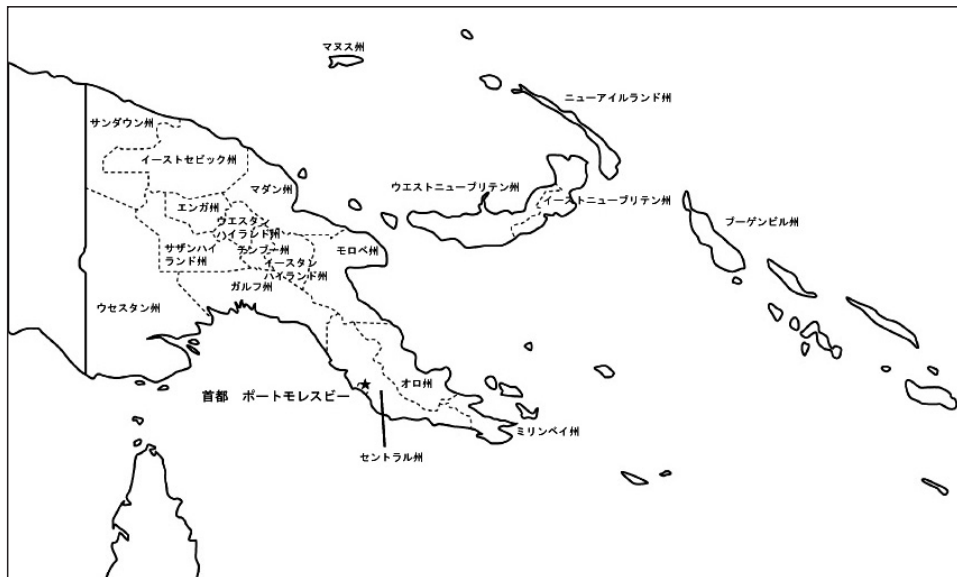 マヌス州
ニューアイルランド州
サンダウン州
イーストセピック州
マダン州
ウエストニューブリテン州
イーストニューブリテン州
エンガ州
ウエスタン
ハイランド州
ブーゲンビル州
サザンハイ
ランド州
チンブー州
モロベ州
イースタン
ハイランド州
ガルフ州
ウセスタン州
オロ州
首都　ポートモレスビー
ミリンベイ州
セントラル州